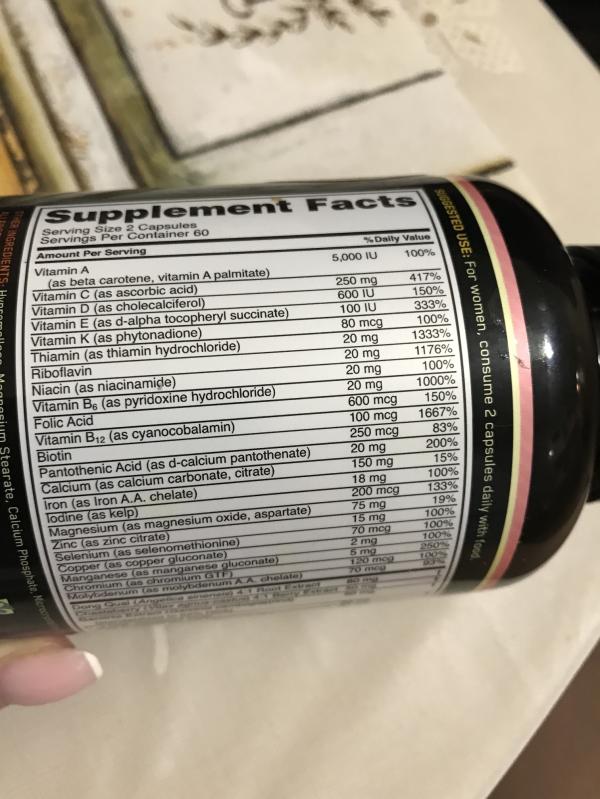 Supplement Facts
Serving Size 2 Capsules
Servings Per Container 60
Amount Per Serving % Daily Value
Vitamin A 5,000 IU 100%
(as beta carotene, vitamin A palmitate)
Vitamin C (as ascorbic acid) 250 mg 417%
Vitamin D (as cholecalciferol) 600 IU 150%
Vitamin E (as d-alpha tocopheryl succinate) 100 IU 333%
Vitamin K (as phytonadione) 80 mcg 100%
Thiamin (as thiamin hydrochloride) 20 mg 1333%
Riboflavin 20 mg 1176%
Niacin (as niacinamide) 20 mg 100%
Vitamin B6 (as pyridoxine hydrochloride) 20 mg 1000%
Folic Acid 600 mcg 150%
Vitamin B12 (as cyanocobalamin) 100 mcg 1667%
Biotin 250 mcg 83%
Pantothenic Acid (as d-calcium pantothenate) 20 mg 200%
Calcium (as calcium carbonate, citrate) 150 mg 15%
Iron (as Iron A.A. chelate) 18 mg 100%
Iodine (as kelp) 200 mcg 133%
Magnesium (as magnesium oxide, aspartate) 75 mg 19%
Zinc (as zinc citrate) 15 mg 100%
Selenium (as selenomethionine) 70 mcg 100%
Copper (as copper gluconate) 2 mg 100%
Manganese (as manganese gluconate) 5 mg 250%
Chromium (as chromium GTF) 120 mcg 100%
Molybdenum (as molybdenum A.A. chelate) 70 mcg 93%
Dong Quai (Angelica sinensis) 4:1 Root Extract
SUGGESTED USE: For women, consume 2 capsules daily with food.
INGREDIENTS: Magnesium Stearate, Calcium Phosphate,